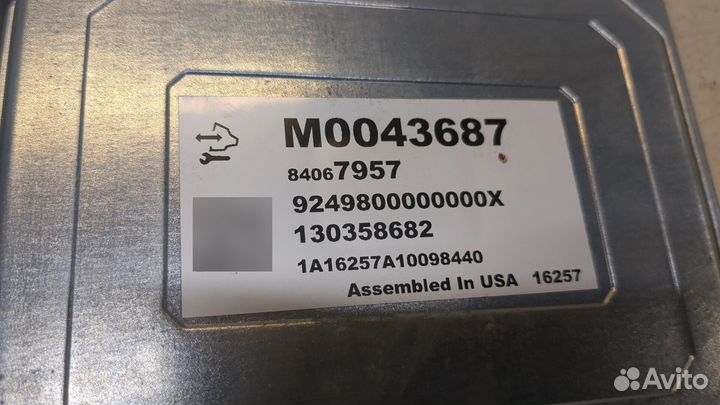 M0043687
84067957
9249800000000X
130358682
1A16257A10098440
Assembled In USA 16257
Avito